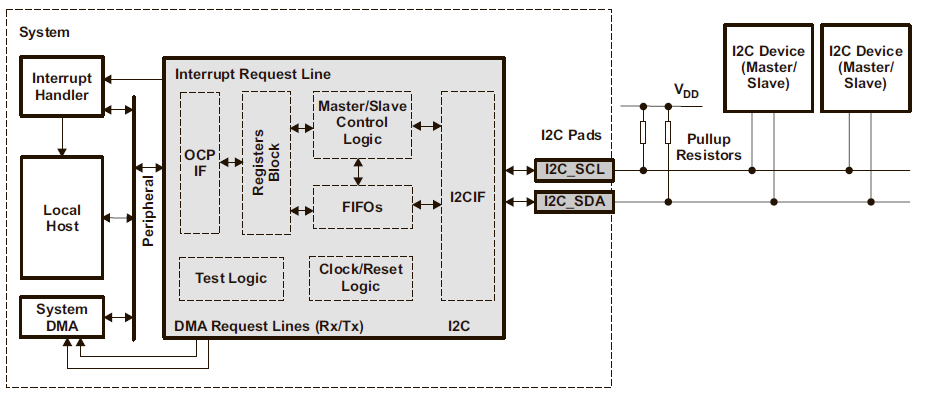 System
Interrupt
Handler
Local
Host
System
DMA
Peripheral
Interrupt Request Line
OCP
IF
Registers
Block
Master/Slave
Control
Logic
FIFOs
I2CIF
Test Logic
Clock/Reset
Logic
DMA Request Lines (Rx/Tx)
I2C
I2C Pads
I2C_SCL
I2C_SDA
VDD
Pullup
Resistors
I2C Device
(Master/
Slave)
I2C Device
(Master/
Slave)